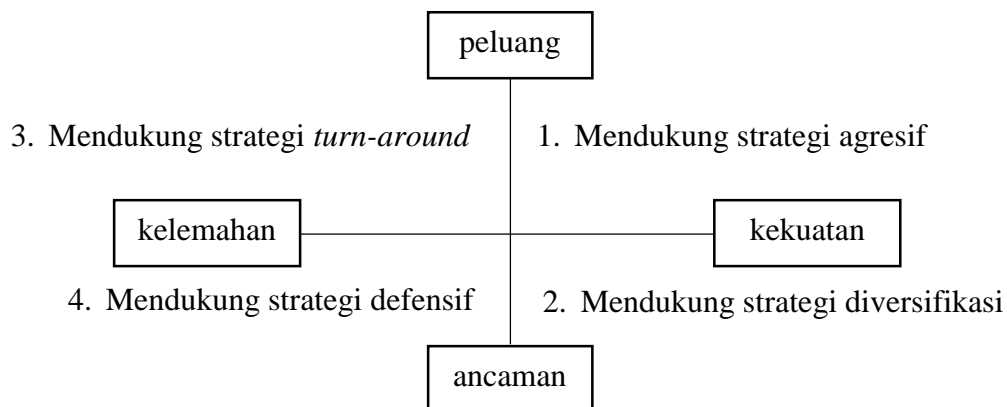 peluang
3. Mendukung strategi turn-around
1. Mendukung strategi agresif
kelemahan
kekuatan
4. Mendukung strategi defensif
2. Mendukung strategi diversifikasi
ancaman